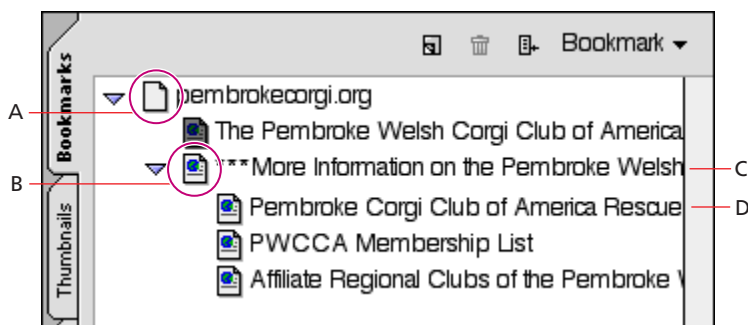 Bookmark
Bookmarks
Thumbnails
A
pembrokecorgi.org
The Pembroke Welsh Corgi Club of America
B
***More Information on the Pembroke Welsh
C
Pembroke Corgi Club of America Rescue
D
PWCCA Membership List
Affiliate Regional Clubs of the Pembroke